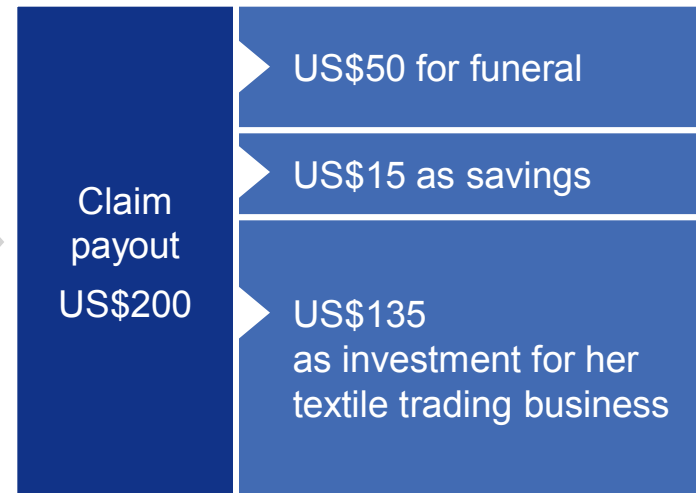 Claim
payout
US$200
US$50 for funeral
US$15 as savings
US$135
as investment for her
textile trading business